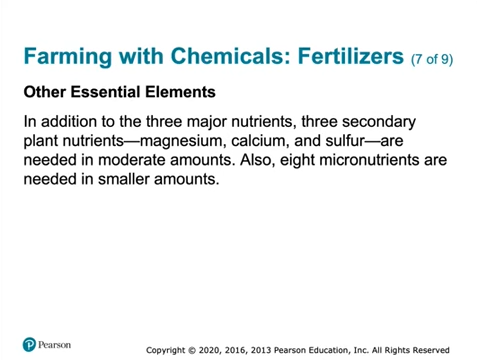 Farming with Chemicals: Fertilizers (7 of 9)
Other Essential Elements
In addition to the three major nutrients, three secondary
plant nutrients—magnesium, calcium, and sulfur—are
needed in moderate amounts. Also, eight micronutrients are
needed in smaller amounts.
Pearson
Copyright © 2020, 2016, 2013 Pearson Education, Inc. All Rights Reserved